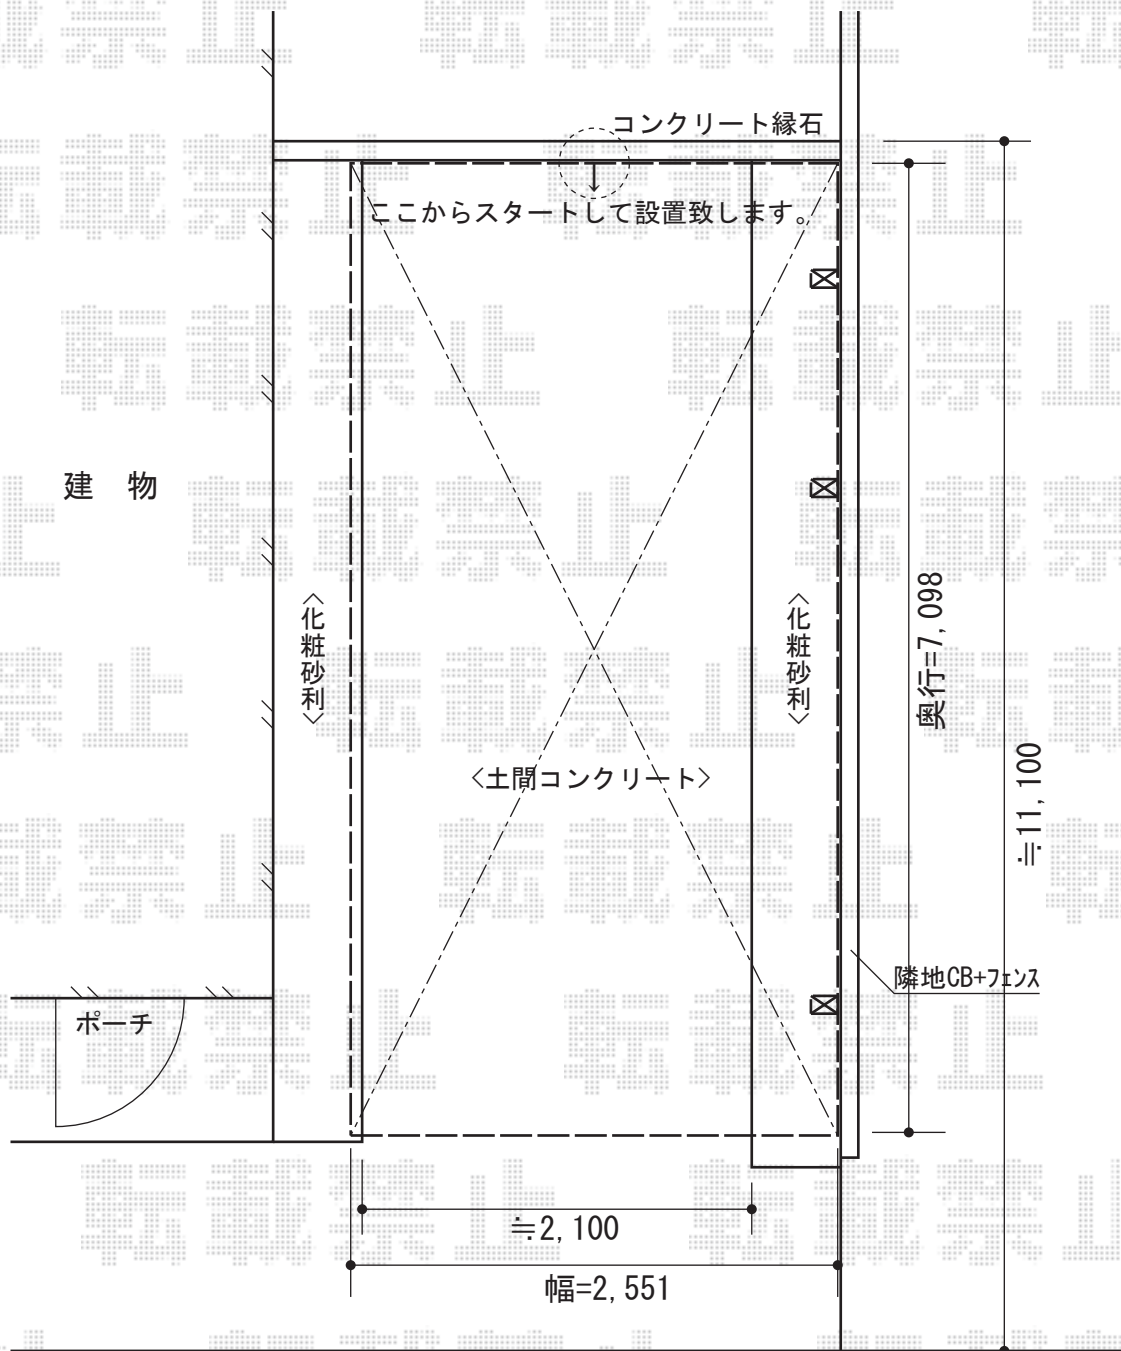 コンクリート縁石
ここからスタートして設置致します。
建 物
〈化粧砂利〉
〈化粧砂利〉
奥行=7,098
≒11,100
〈土間コンクリート〉
隣地CB+フェンス
ポーチ
≒2,100
幅=2,551
転載禁止